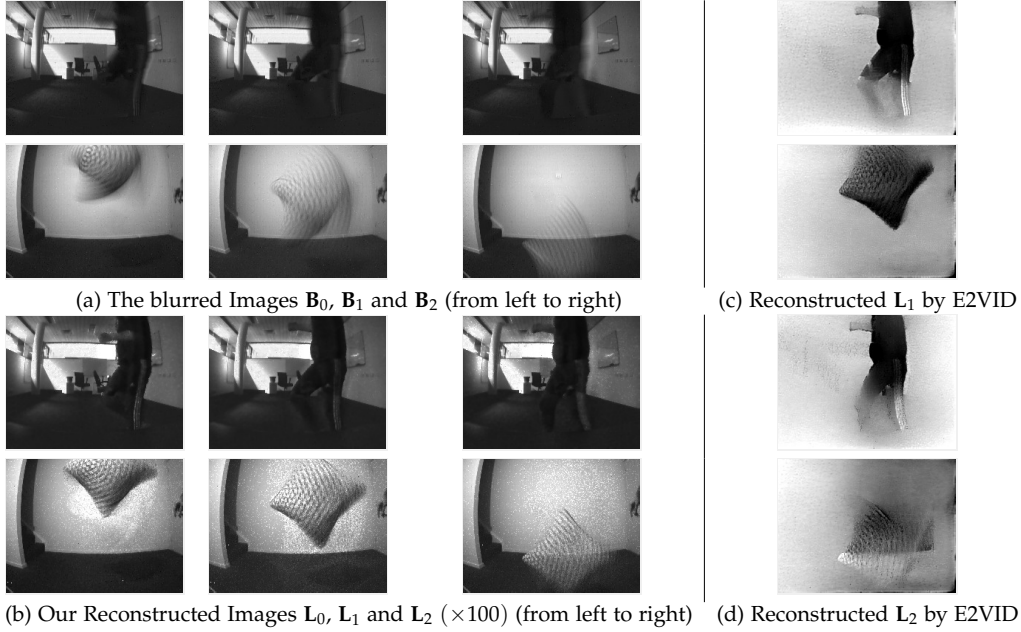 (a) The blurred Images B₀, B₁ and B₂ (from left to right)
(c) Reconstructed L₁ by E2VID
(b) Our Reconstructed Images L₀, L₁ and L₂ (×100) (from left to right)
(d) Reconstructed L₂ by E2VID